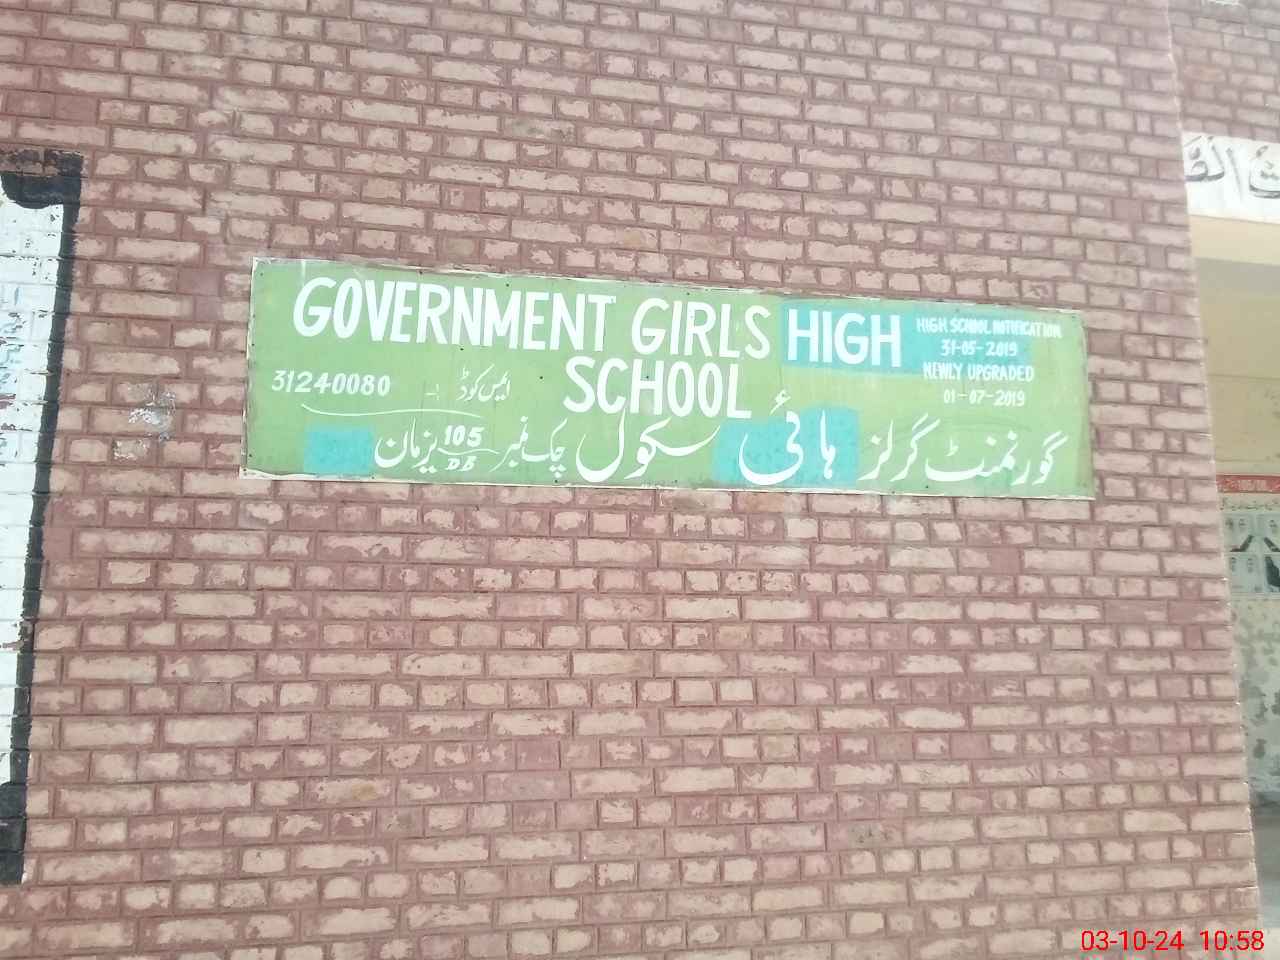 GOVERNMENT GIRLS HIGH
SCHOOL
HIGH SCHOOL NOTIFICATION
31-05-2019
NEWLY UPGRADED
01-07-2019
ایمس کوڈ :۔ 31240080
گورنمنٹ گرلز ہائی سکول چک نمبر 105/DB یزمان
03-10-24 10:58